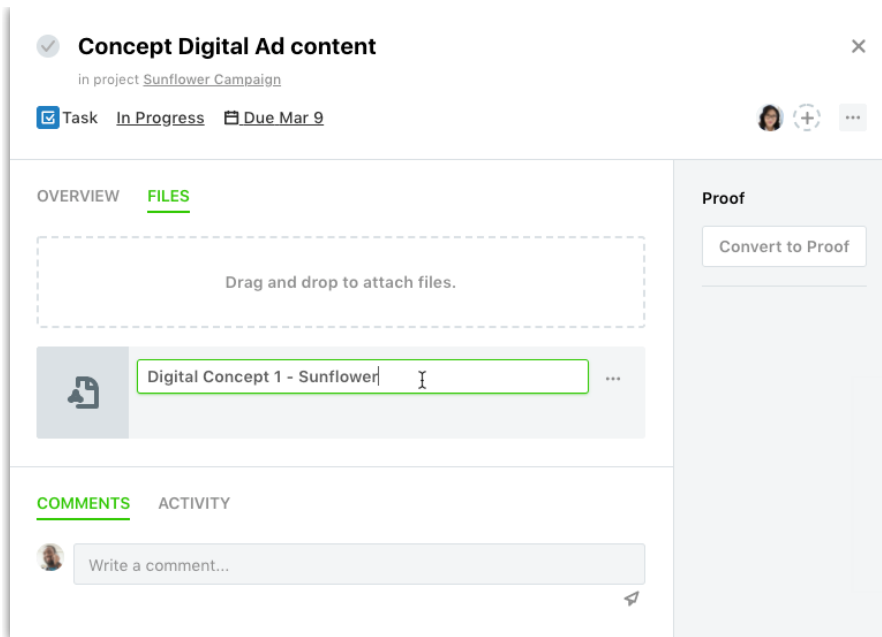 Concept Digital Ad content
in project Sunflower Campaign
Task In Progress Due Mar 9
OVERVIEW FILES
Proof
Convert to Proof
Drag and drop to attach files.
Digital Concept 1 - Sunflower
COMMENTS ACTIVITY
Write a comment...